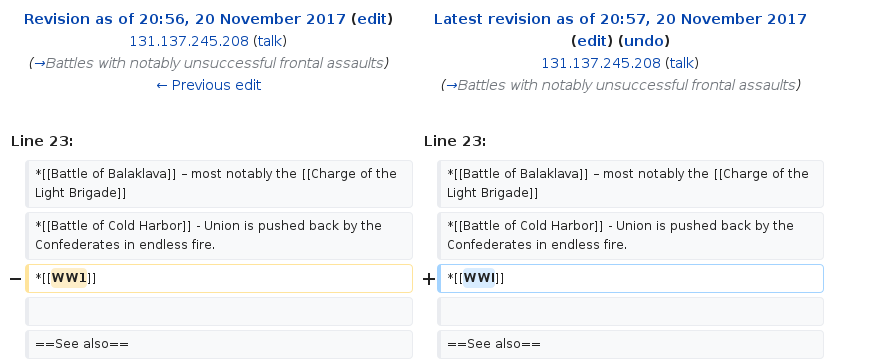 Revision as of 20:56, 20 November 2017 (edit)
131.137.245.208 (talk)
(→Battles with notably unsuccessful frontal assaults)
← Previous edit
Latest revision as of 20:57, 20 November 2017
(edit) (undo)
131.137.245.208 (talk)
(→Battles with notably unsuccessful frontal assaults)
Line 23:
Line 23:
*[[Battle of Balaklava]] – most notably the [[Charge of the
Light Brigade]]
*[[Battle of Balaklava]] – most notably the [[Charge of the
Light Brigade]]
*[[Battle of Cold Harbor]] - Union is pushed back by the
Confederates in endless fire.
*[[Battle of Cold Harbor]] - Union is pushed back by the
Confederates in endless fire.
− *[[WW1]]
+ *[[WWI]]
==See also==
==See also==